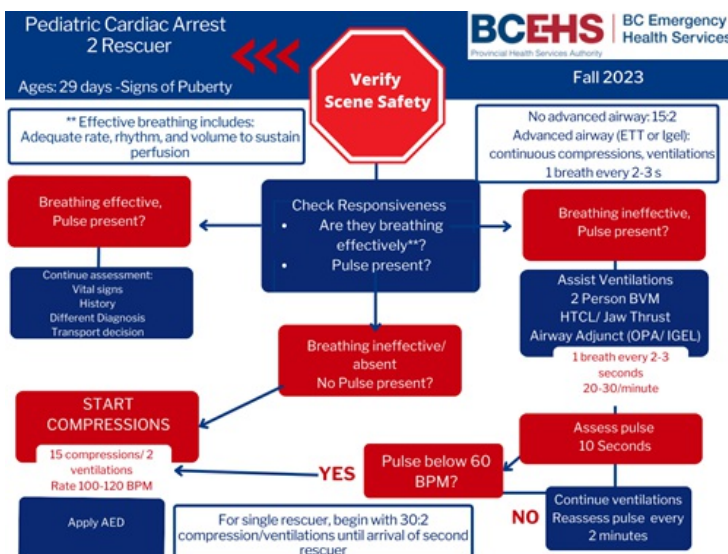 Pediatric Cardiac Arrest
2 Rescuer
Ages: 29 days -Signs of Puberty
BCEHS
BC Emergency
Health Services
Provincial Health Services Authority
Fall 2023
Verify
Scene Safety
** Effective breathing includes:
Adequate rate, rhythm, and volume to sustain
perfusion
No advanced airway: 15:2
Advanced airway (ETT or Igel):
continuous compressions, ventilations
1 breath every 2-3 s
Breathing effective,
Pulse present?
Check Responsiveness
• Are they breathing
effectively**?
• Pulse present?
Breathing ineffective,
Pulse present?
Continue assessment:
Vital signs
History
Different Diagnosis
Transport decision
Assist Ventilations
2 Person BVM
HTCL/ Jaw Thrust
Airway Adjunct (OPA/ IGEL)
1 breath every 2-3
seconds
20-30/minute
Breathing ineffective/
absent
No Pulse present?
START
COMPRESSIONS
15 compressions/ 2
ventilations
Rate 100-120 BPM
Apply AED
YES
Pulse below 60
BPM?
Assess pulse
10 Seconds
NO
Continue ventilations
Reassess pulse every
2 minutes
For single rescuer, begin with 30:2
compression/ventilations until arrival of second
rescuer